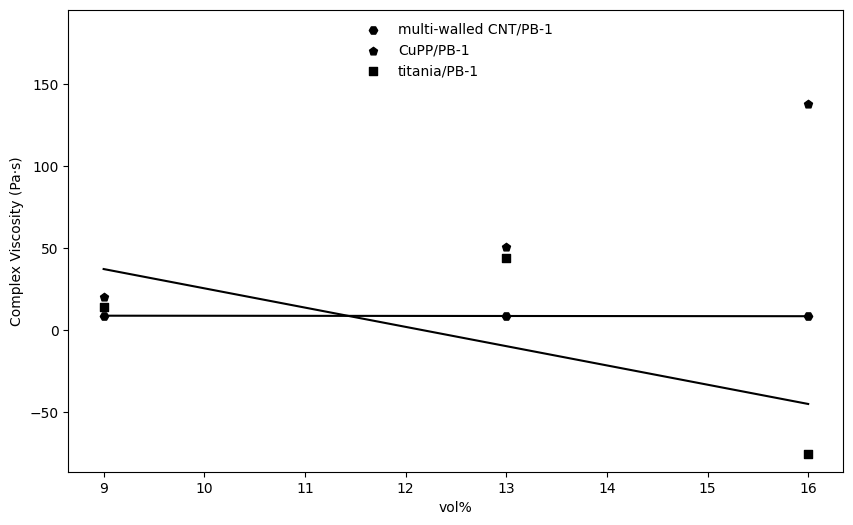 multi-walled CNT/PB-1
CuPP/PB-1
titania/PB-1
Complex Viscosity (Pa·s)
150
100
50
0
−50
9 10 11 12 13 14 15 16
vol%